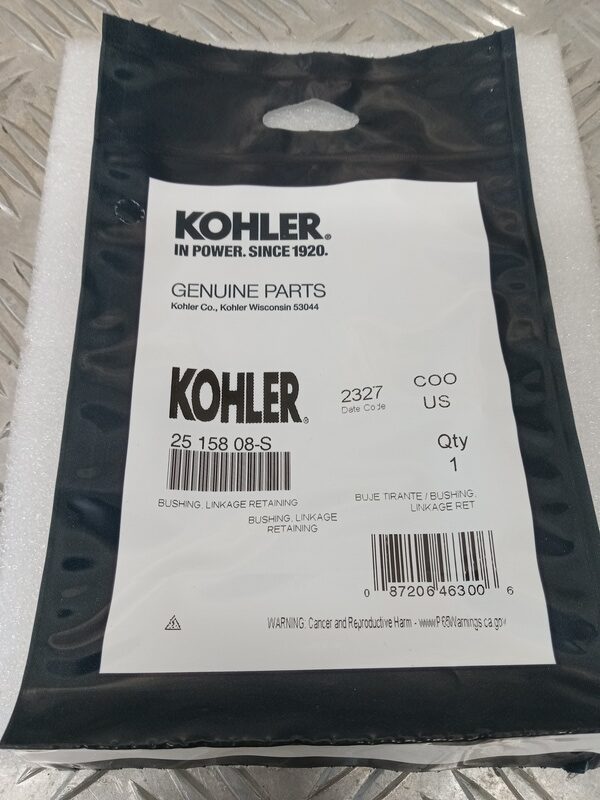 KOHLER®
IN POWER. SINCE 1920.
GENUINE PARTS
Kohler Co., Kohler Wisconsin 53044
KOHLER®
2327
Date Code
COO
US
25 158 08-S
Qty
1
BUSHING, LINKAGE RETAINING
BUSHING, LINKAGE
RETAINING
BUJE TIRANTE / BUSHING,
LINKAGE RET
0 87206 46300 6
WARNING: Cancer and Reproductive Harm - www.P65Warnings.ca.gov